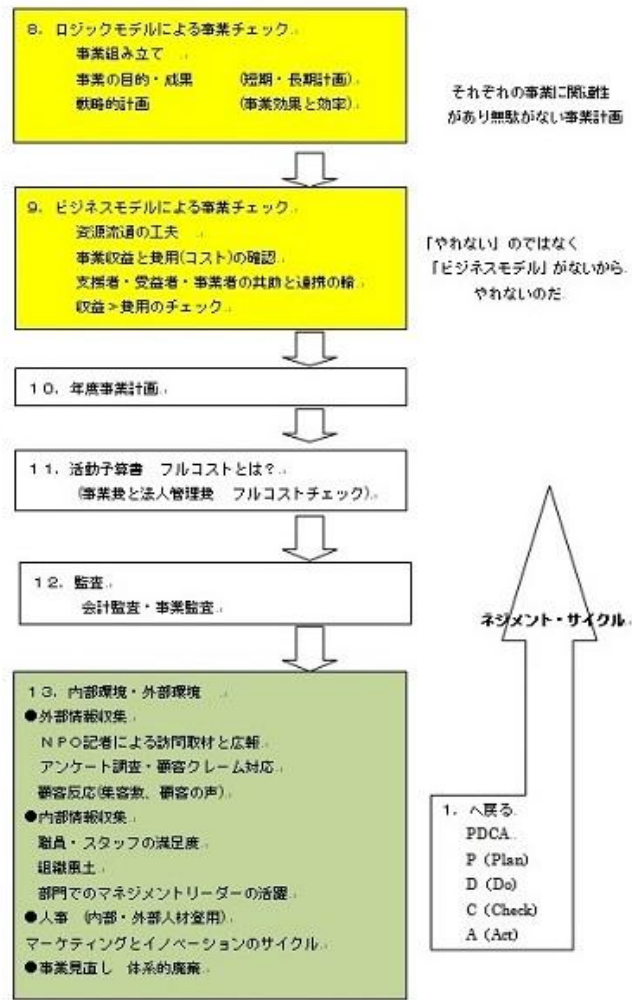 8．ロジックモデルによる事業チェック
事業組み立て
事業の目的・成果　　（短期・長期計画）
戦略的計画　　（事業効果と効率）
それぞれの事業に関連性
があり無駄がない事業計画
9．ビジネスモデルによる事業チェック
資源流通の工夫
事業収益と費用(コスト)の確認
支援者・受益者・事業者の共助と連携の輪
収益＞費用のチェック
「やれない」のではなく
「ビジネスモデル」がないから
やれないのだ
10．年度事業計画
11．活動予算書　フルコストとは？
(事業費と法人管理費　フルコストチェック)
12．監査
会計監査・事業監査
ネジメント・サイクル
13．内部環境・外部環境
●外部情報収集
ＮＰＯ記者による訪問取材と広報
アンケート調査・顧客クレーム対応
顧客反応(集客数、顧客の声)
●内部情報収集
職員・スタッフの満足度
組織風土
部門でのマネジメントリーダーの活躍
●人事　(内部・外部人材登用)
マーケティングとイノベーションのサイクル
●事業見直し　体系的廃棄
1．へ戻る
PDCA
P (Plan)
D (Do)
C (Check)
A (Act)